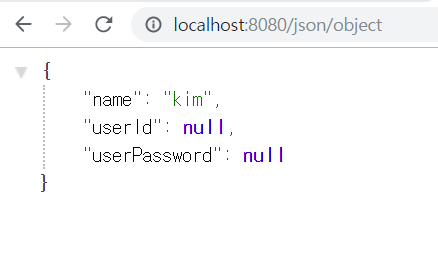 localhost:8080/json/object
{
"name": "kim",
"userId": null,
"userPassword": null
}